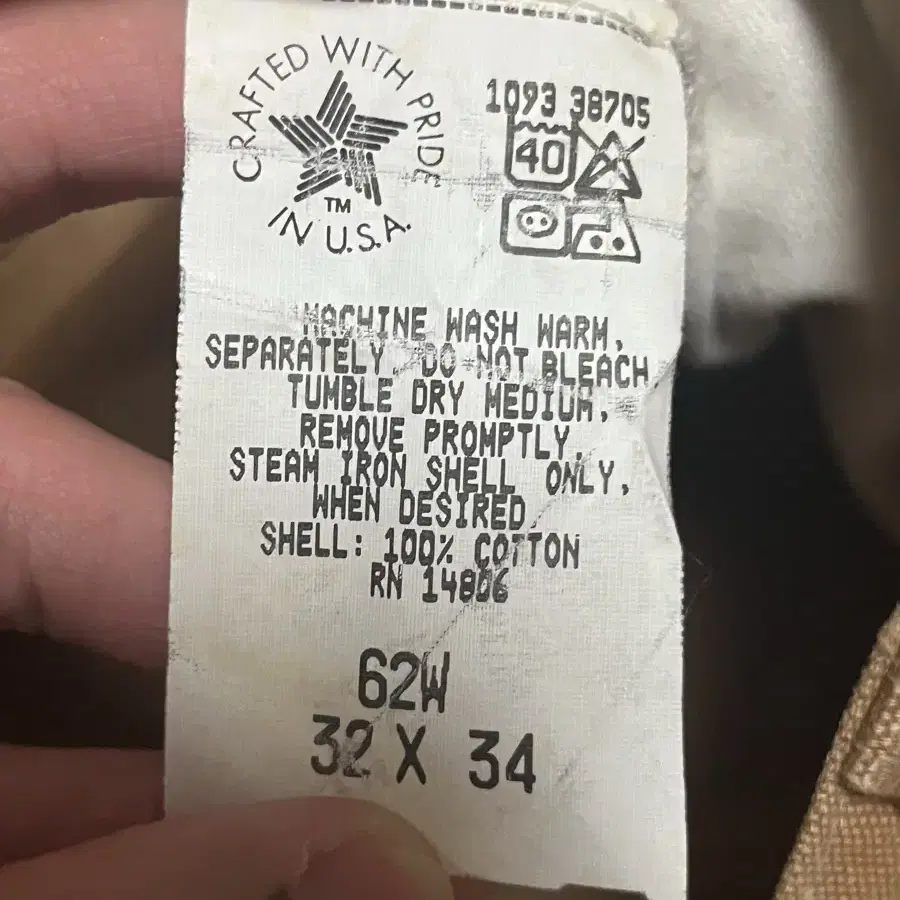 CRAFTED WITH PRIDE
TM
IN U.S.A.
1093 38705
40
MACHINE WASH WARM,
SEPARATELY DO NOT BLEACH,
TUMBLE DRY MEDIUM,
REMOVE PROMPTLY.
STEAM IRON SHELL ONLY,
WHEN DESIRED.
SHELL: 100% COTTON
RN 14806
62W
32 X 34